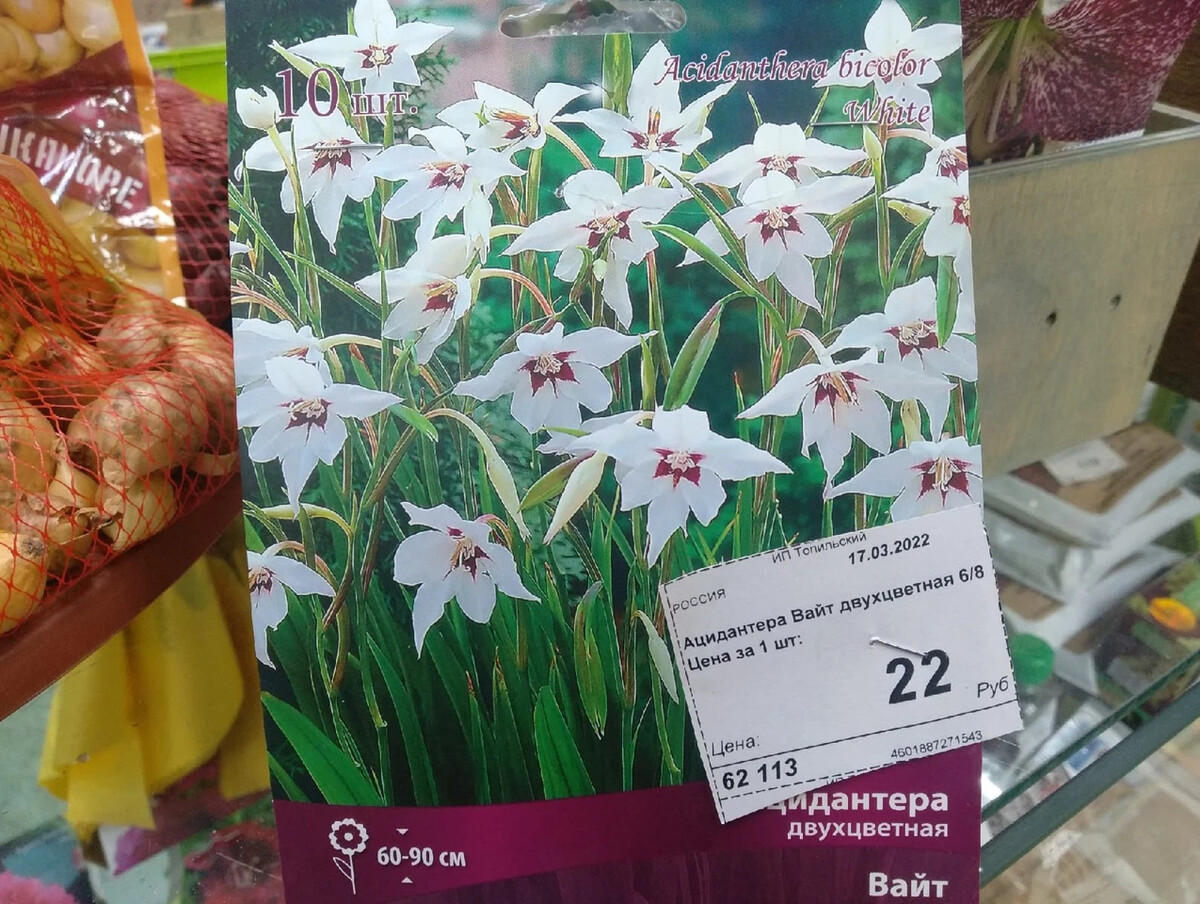 Acidanthera bicolor
White
10 шт.
ИП Топильский
17.03.2022
РОССИЯ
Ацидантера Вайт двухцветная 6/8
Цена за 1 шт:
22
Руб
Цена:
4601887271543
62 113
цидантера
двухцветная
60-90 см
Вайт